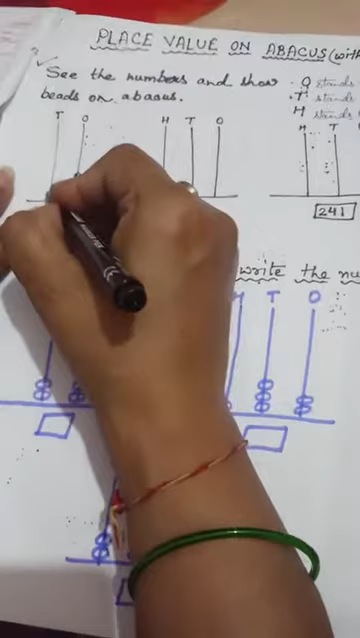 PLACE VALUE ON ABACUS (WITH
See the numbers and show . O stands
beads on abacus. . T stands
H stands
T O H T O H T
241
write the nu
H T O